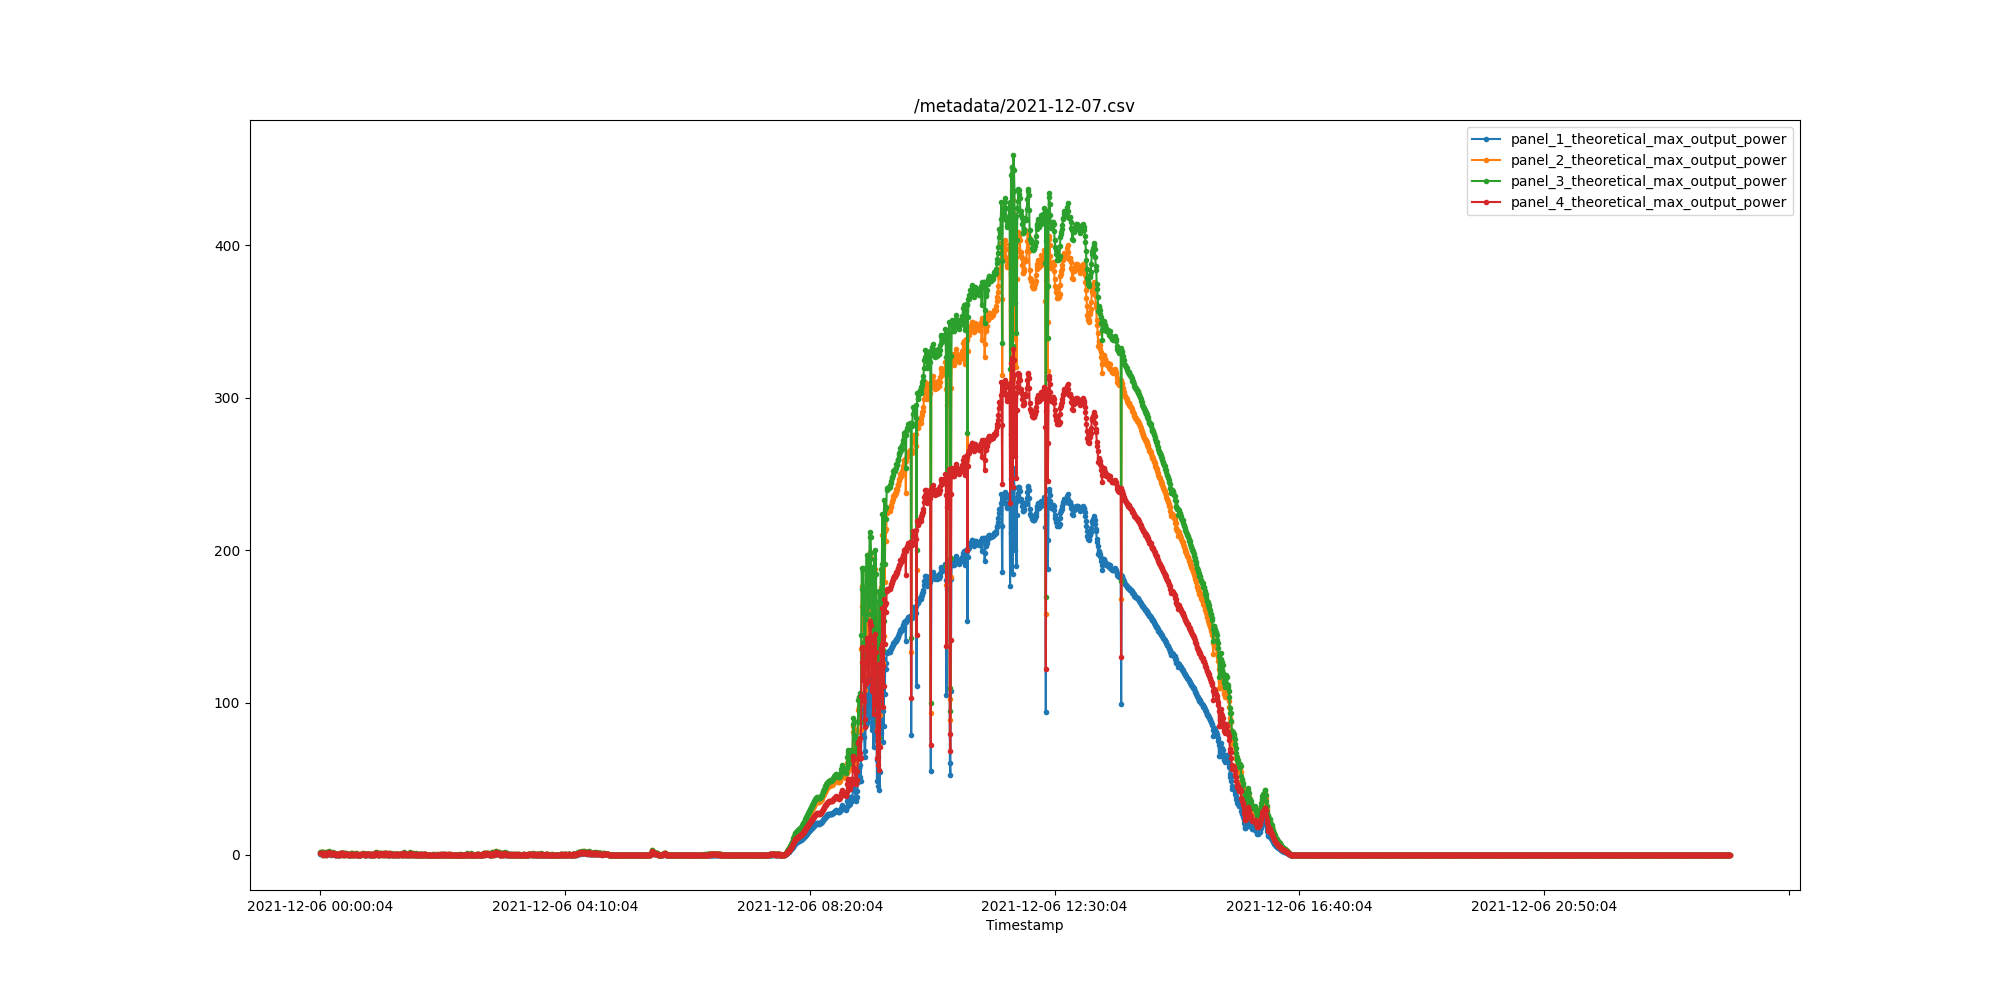 /metadata/2021-12-07.csv
panel_1_theoretical_max_output_power
panel_2_theoretical_max_output_power
panel_3_theoretical_max_output_power
panel_4_theoretical_max_output_power
400
300
200
100
0
2021-12-06 00:00:04 2021-12-06 04:10:04 2021-12-06 08:20:04 2021-12-06 12:30:04 2021-12-06 16:40:04 2021-12-06 20:50:04
Timestamp